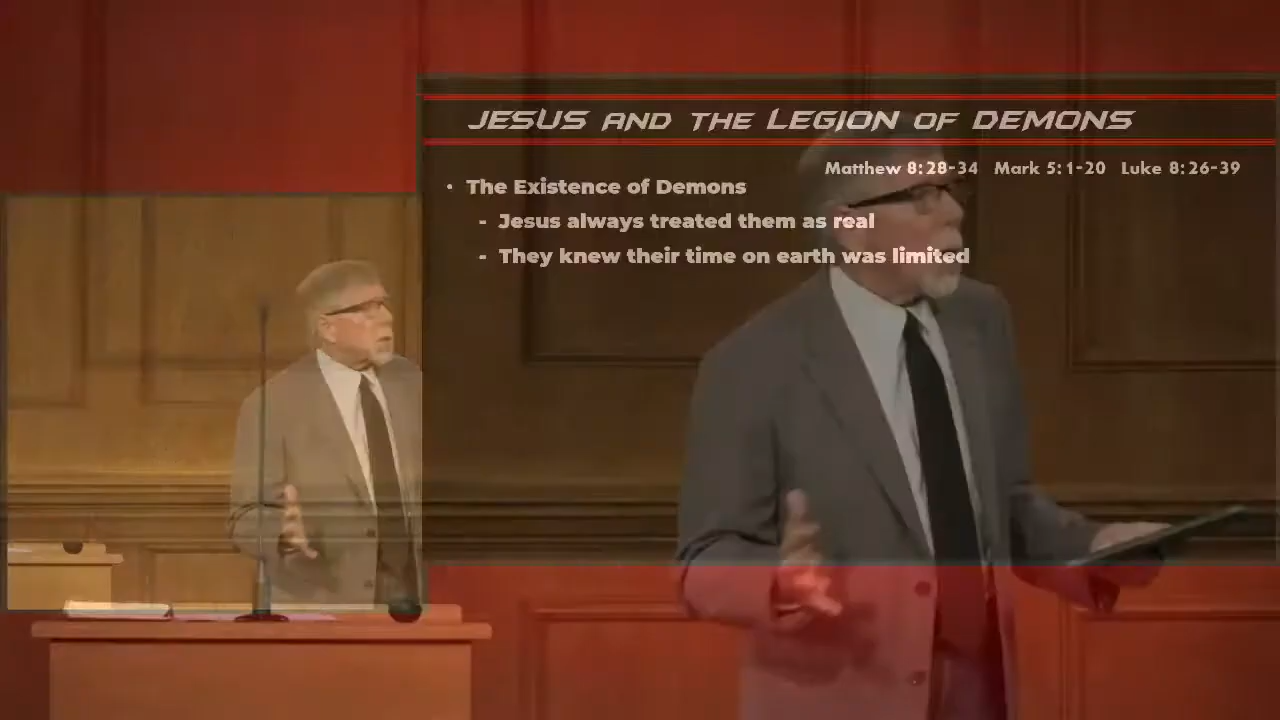 JESUS AND THE LEGION OF DEMONS
Matthew 8:28-34 Mark 5:1-20 Luke 8:26-39
• The Existence of Demons
- Jesus always treated them as real
- They knew their time on earth was limited